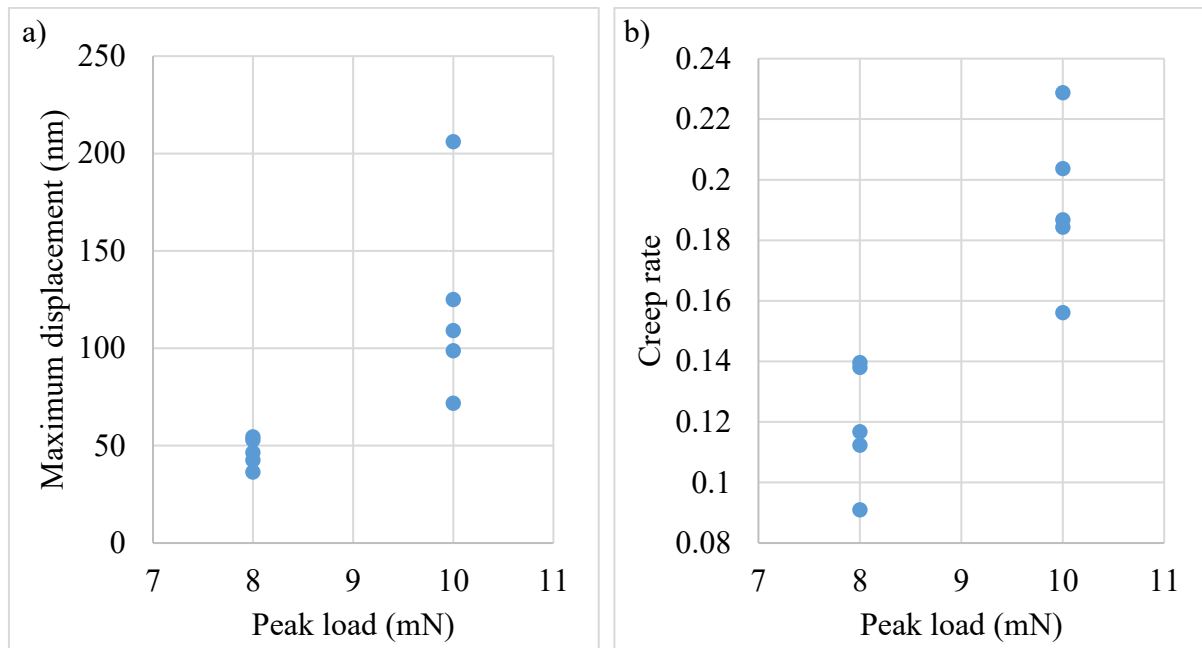 a)
Maximum displacement (nm)
250
200
150
100
50
0
7 8 9 10 11
Peak load (mN)
b)
Creep rate
0.24
0.22
0.2
0.18
0.16
0.14
0.12
0.1
0.08
7 8 9 10 11
Peak load (mN)